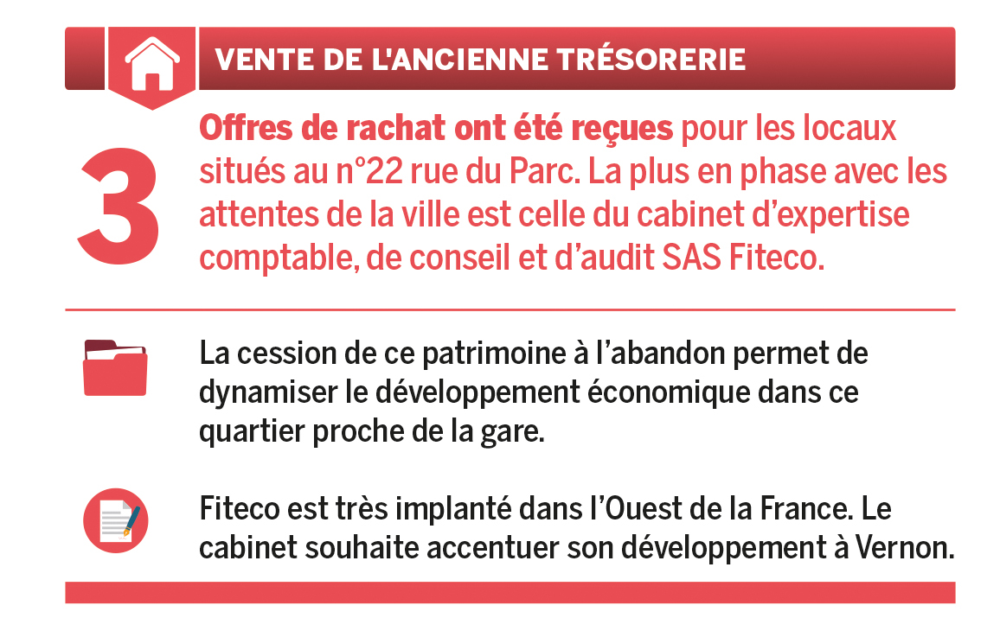 VENTE DE L'ANCIENNE TRÉSORERIE
3
Offres de rachat ont été reçues pour les locaux
situés au n°22 rue du Parc. La plus en phase avec les
attentes de la ville est celle du cabinet d’expertise
comptable, de conseil et d’audit SAS Fiteco.
La cession de ce patrimoine à l’abandon permet de
dynamiser le développement économique dans ce
quartier proche de la gare.
Fiteco est très implanté dans l’Ouest de la France. Le
cabinet souhaite accentuer son développement à Vernon.